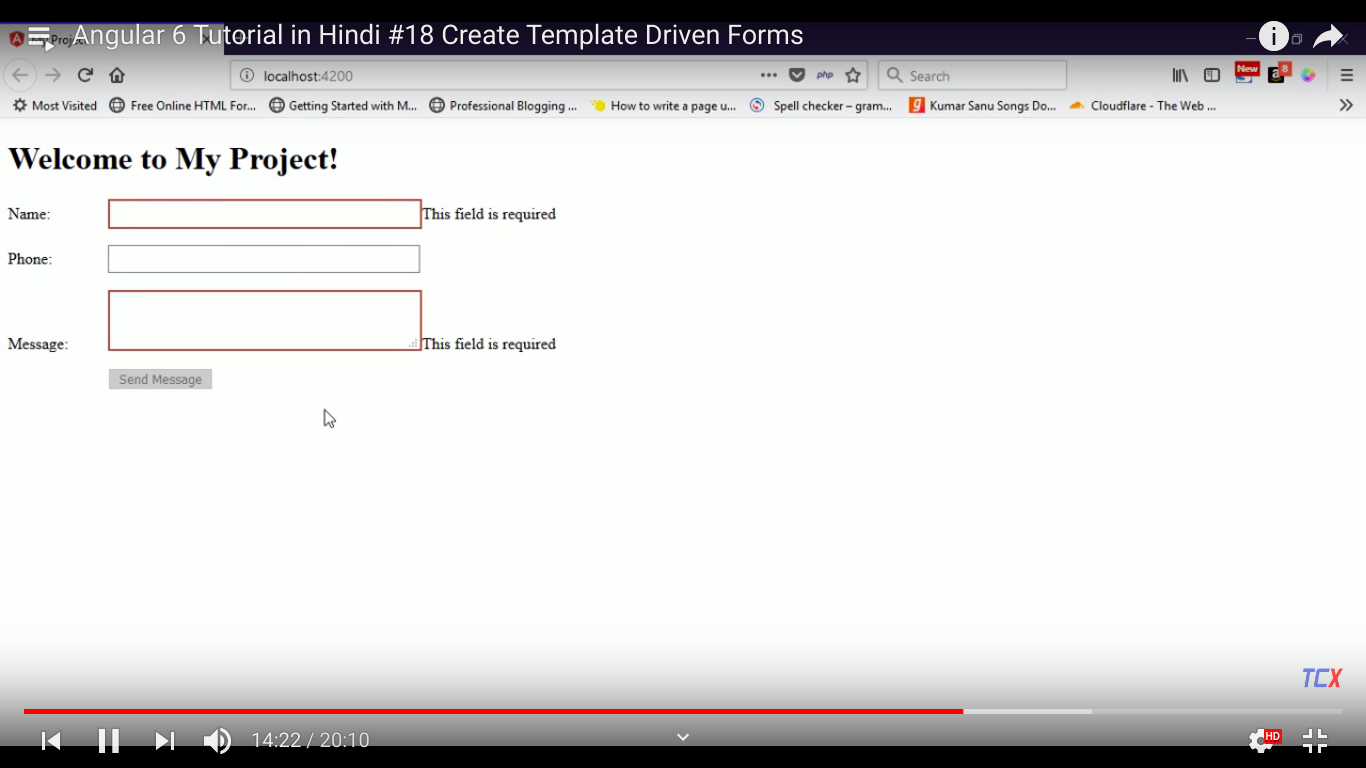 Angular 6 Tutorial in Hindi #18 Create Template Driven Forms
localhost:4200
php
Search
New
a 8
Most Visited
Free Online HTML For...
Getting Started with M...
Professional Blogging ...
How to write a page u...
Spell checker – gram...
g
Kumar Sanu Songs Do...
Cloudflare - The Web ...
Welcome to My Project!
Name:
This field is required
Phone:
Message:
This field is required
Send Message
TCX
14:22 / 20:10
HD